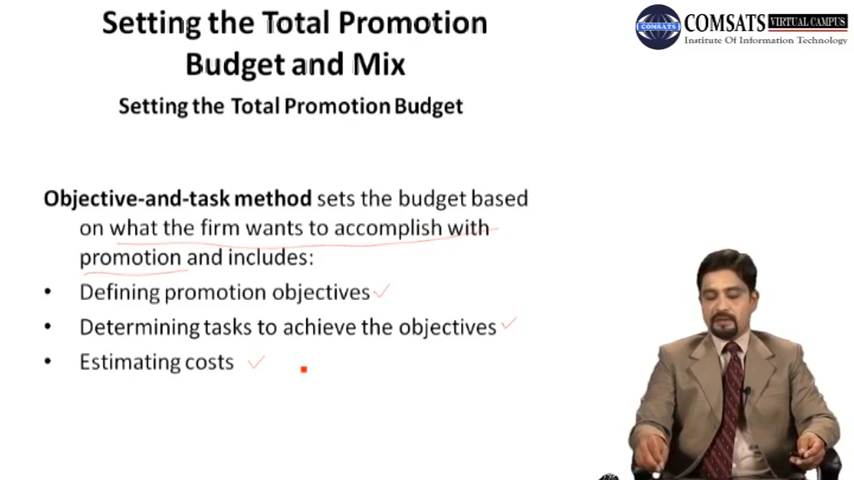 Setting the Total Promotion
Budget and Mix
Setting the Total Promotion Budget
COMSATS VIRTUAL CAMPUS
Institute Of Information Technology
COMSATS
Objective-and-task method sets the budget based
on what the firm wants to accomplish with
promotion and includes:
• Defining promotion objectives
• Determining tasks to achieve the objectives
• Estimating costs